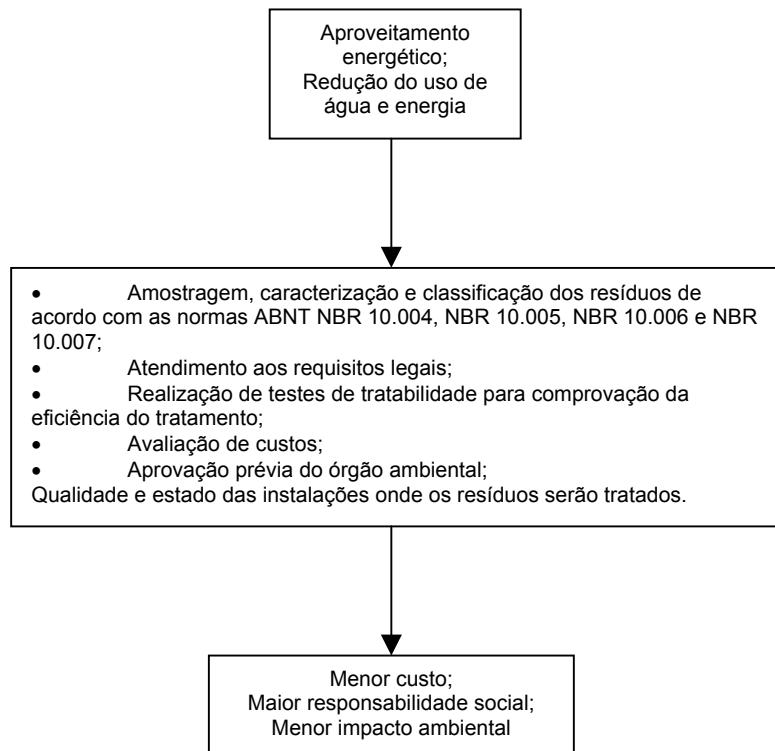 Aproveitamento
energético;
Redução do uso de
água e energia
• Amostragem, caracterização e classificação dos resíduos de
acordo com as normas ABNT NBR 10.004, NBR 10.005, NBR 10.006 e NBR
10.007;
• Atendimento aos requisitos legais;
• Realização de testes de tratabilidade para comprovação da
eficiência do tratamento;
• Avaliação de custos;
• Aprovação prévia do órgão ambiental;
Qualidade e estado das instalações onde os resíduos serão tratados.
Menor custo;
Maior responsabilidade social;
Menor impacto ambiental